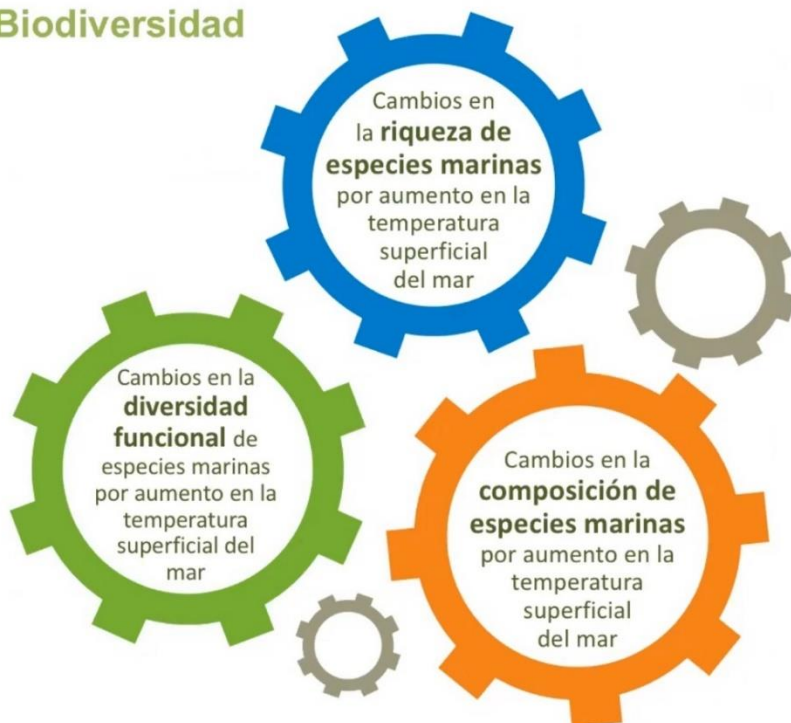 Biodiversidad
Cambios en
la riqueza de
especies marinas
por aumento en la
temperatura
superficial
del mar
Cambios en la
diversidad
funcional de
especies marinas
por aumento en la
temperatura
superficial del
mar
Cambios en la
composición de
especies marinas
por aumento en la
temperatura
superficial
del mar